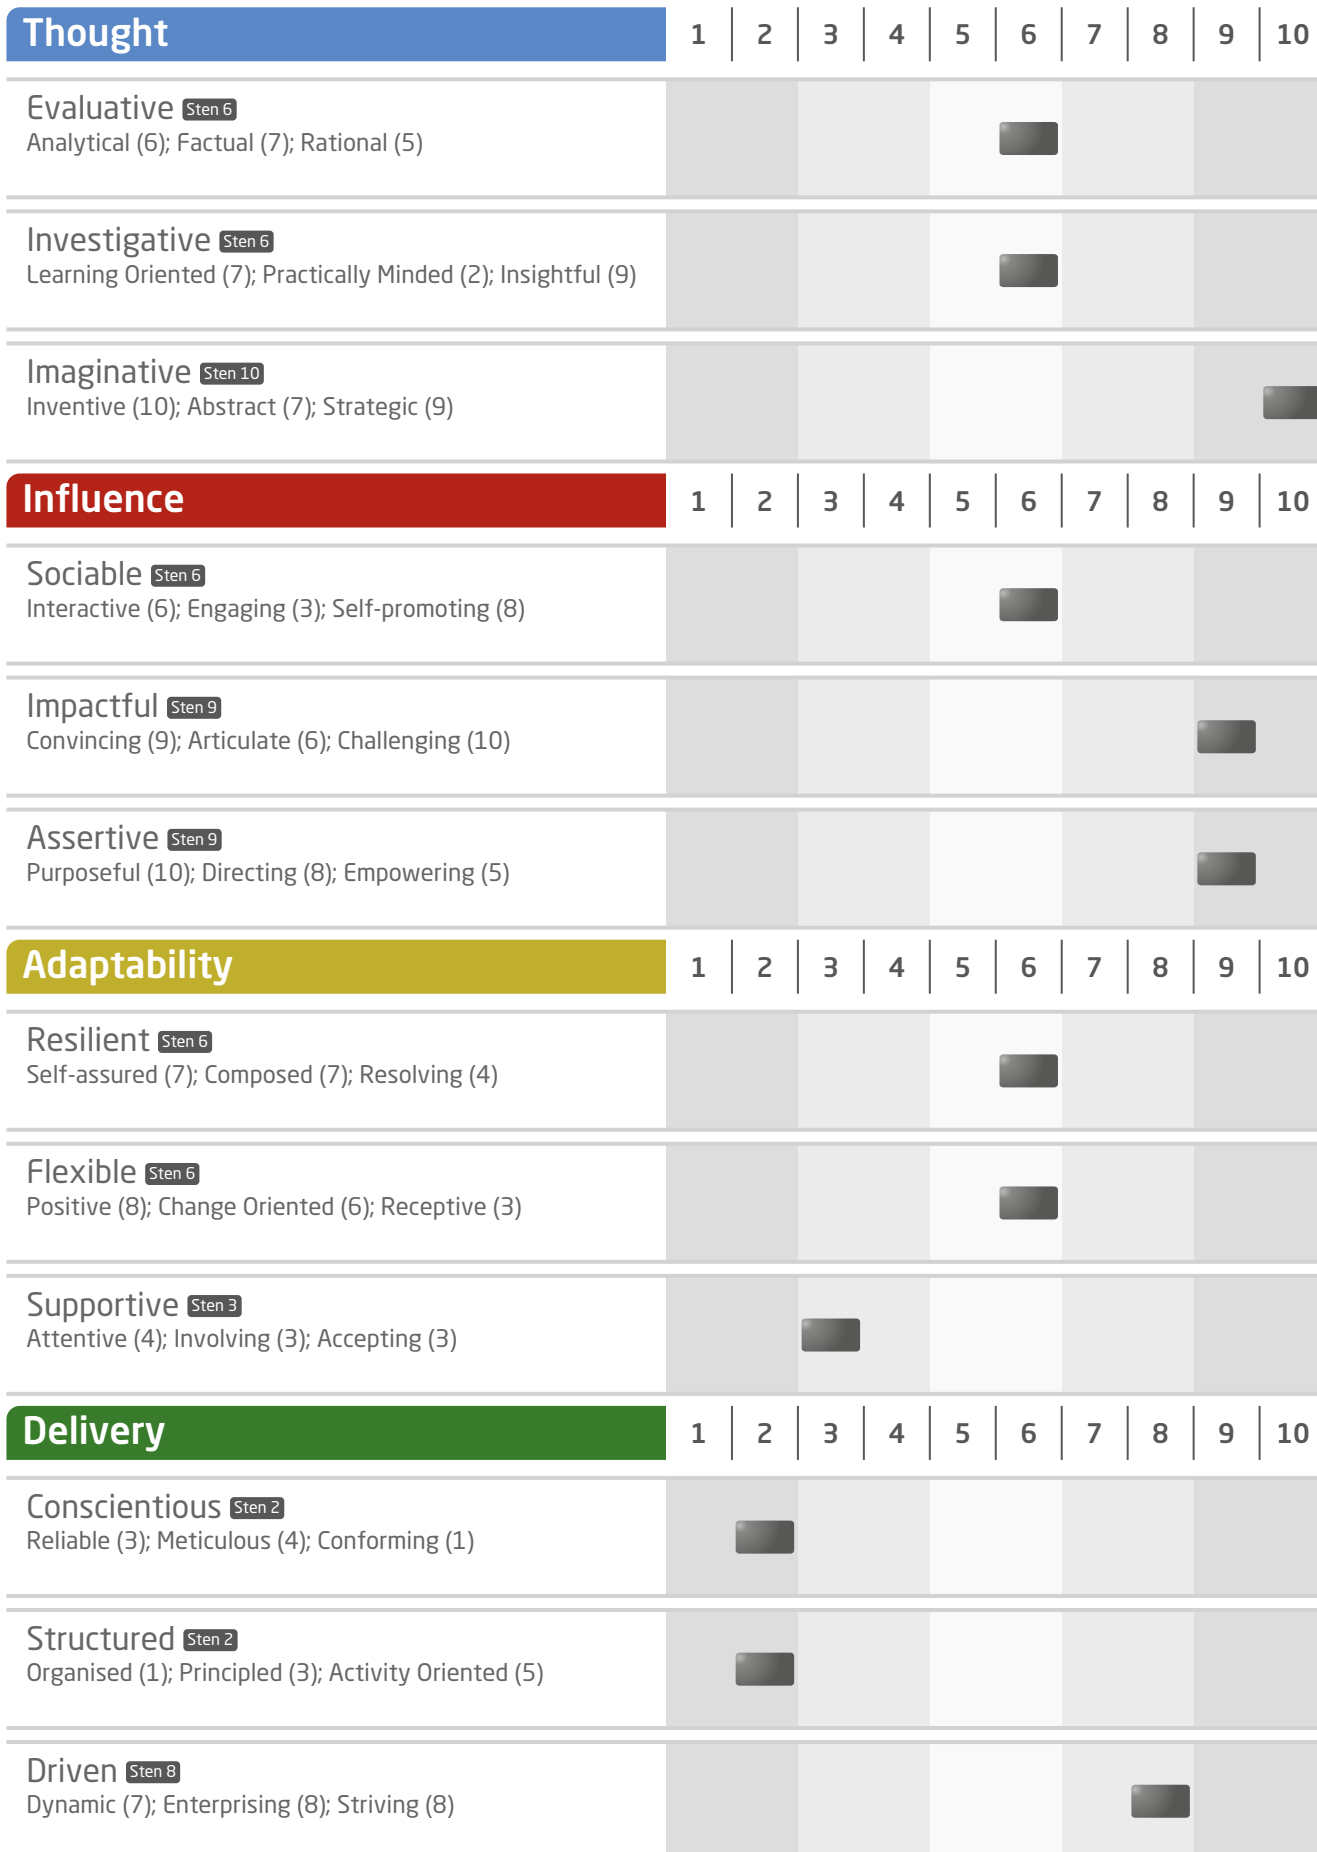 Thought 1 2 3 4 5 6 7 8 9 10
Evaluative Sten 6
Analytical (6); Factual (7); Rational (5)
Investigative Sten 6
Learning Oriented (7); Practically Minded (2); Insightful (9)
Imaginative Sten 10
Inventive (10); Abstract (7); Strategic (9)
Influence 1 2 3 4 5 6 7 8 9 10
Sociable Sten 6
Interactive (6); Engaging (3); Self-promoting (8)
Impactful Sten 9
Convincing (9); Articulate (6); Challenging (10)
Assertive Sten 9
Purposeful (10); Directing (8); Empowering (5)
Adaptability 1 2 3 4 5 6 7 8 9 10
Resilient Sten 6
Self-assured (7); Composed (7); Resolving (4)
Flexible Sten 6
Positive (8); Change Oriented (6); Receptive (3)
Supportive Sten 3
Attentive (4); Involving (3); Accepting (3)
Delivery 1 2 3 4 5 6 7 8 9 10
Conscientious Sten 2
Reliable (3); Meticulous (4); Conforming (1)
Structured Sten 2
Organised (1); Principled (3); Activity Oriented (5)
Driven Sten 8
Dynamic (7); Enterprising (8); Striving (8)